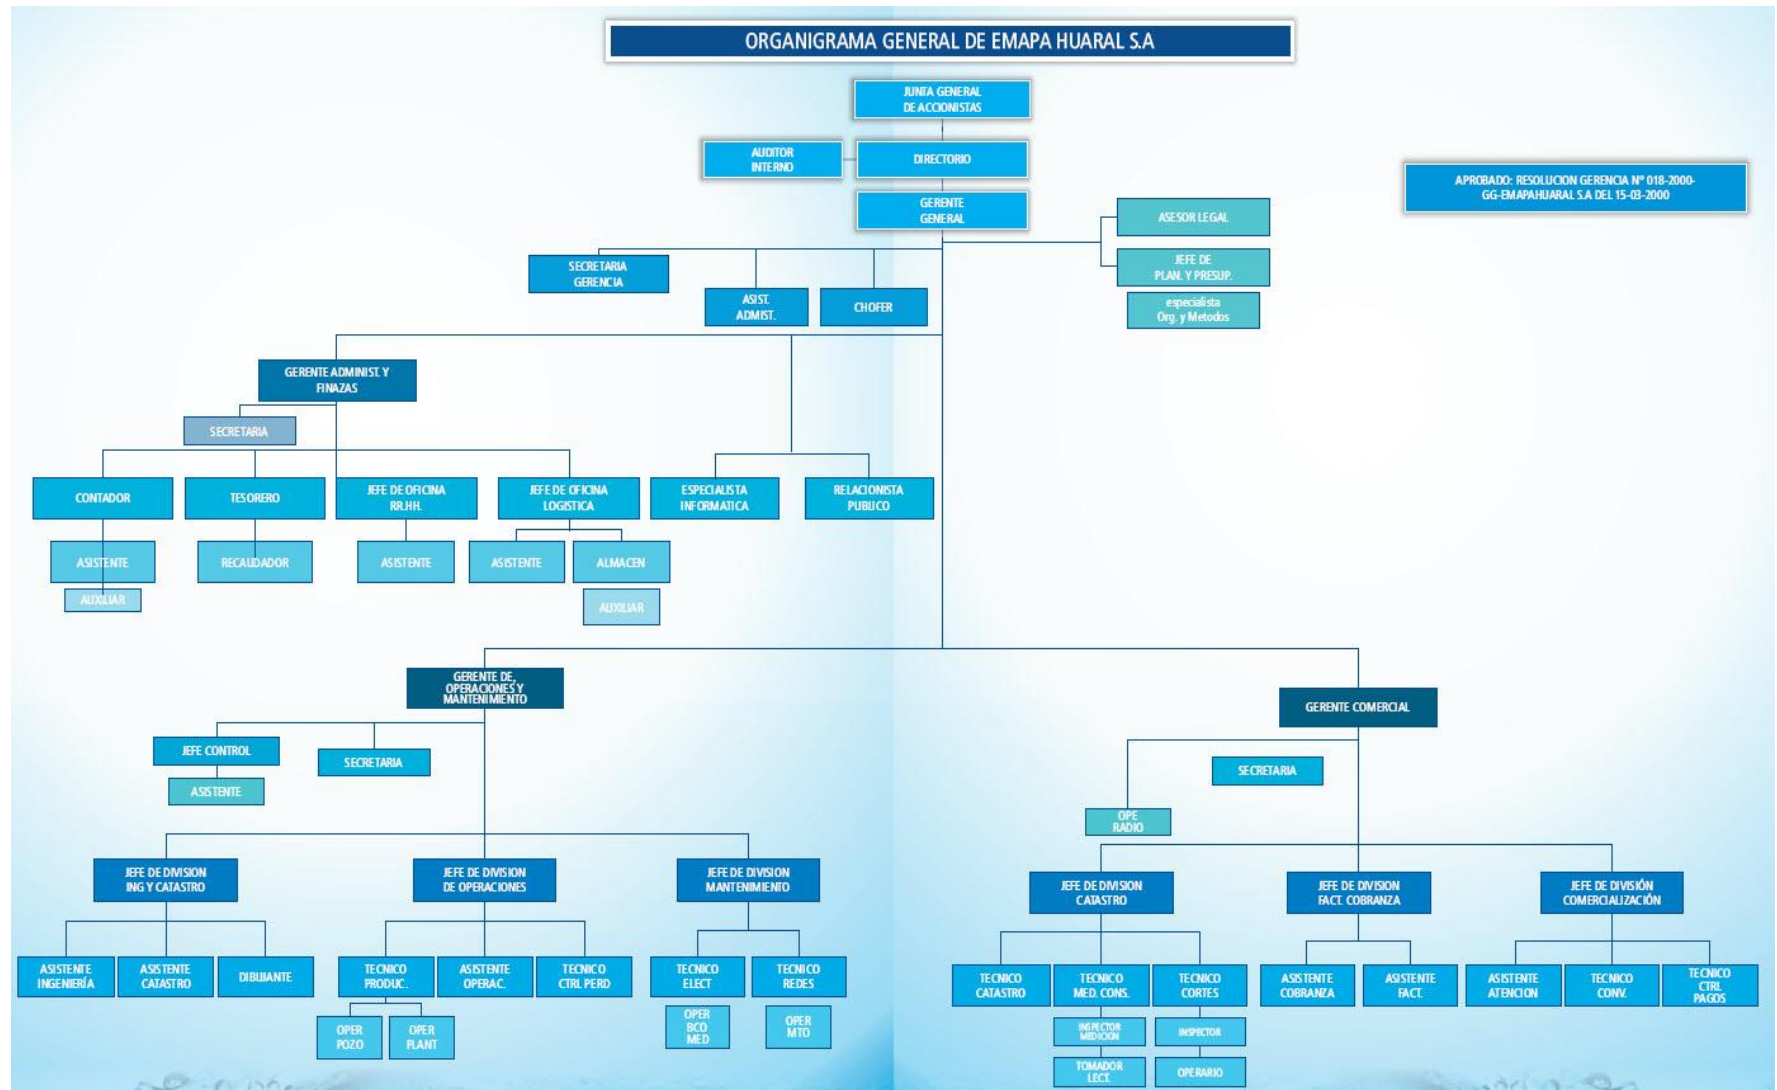 ORGANIGRAMA GENERAL DE EMAPA HUARAL S.A
JUNTA GENERAL
DE ACCIONISTAS
AUDITOR
INTERNO
DIRECTORIO
APROBADO: RESOLUCION GERENCIA Nº 018-2000-
GG-EMAPAHUARAL S.A DEL 15-03-2000
GERENTE
GENERAL
ASESOR LEGAL
JEFE DE
PLAN. Y PRESUP.
especialista
Org. y Metodos
SECRETARIA
GERENCIA
ASIST.
ADMIST.
CHOFER
GERENTE ADMINIST. Y
FINAZAS
SECRETARIA
CONTADOR
TESORERO
JEFE DE OFICINA
RR.HH.
JEFE DE OFICINA
LOGISTICA
ESPECIALISTA
INFORMATICA
RELACIONISTA
PUBLICO
ASISTENTE
RECAUDADOR
ASISTENTE
ASISTENTE
ALMACEN
AUXILIAR
AUXILIAR
GERENTE DE,
OPERACIONES Y
MANTENIMIENTO
GERENTE COMERCIAL
JEFE CONTROL
SECRETARIA
ASISTENTE
SECRETARIA
OPE
RADIO
JEFE DE DIVISION
ING Y CATASTRO
JEFE DE DIVISION
DE OPERACIONES
JEFE DE DIVISION
MANTENIMIENTO
JEFE DE DIVISION
CATASTRO
JEFE DE DIVISION
FACT. COBRANZA
JEFE DE DIVISIÓN
COMERCIALIZACIÓN
ASISTENTE
INGENIERÍA
ASISTENTE
CATASTRO
DIBUJANTE
TECNICO
PRODUC.
ASISTENTE
OPERAC.
TECNICO
CTRL PERD
TECNICO
ELECT
TECNICO
REDES
TECNICO
CATASTRO
TECNICO
MED. CONS.
TECNICO
CORTES
ASISTENTE
COBRANZA
ASISTENTE
FACT.
ASISTENTE
ATENCION
TECNICO
CONV.
TECNICO
CTRL
PAGOS
OPER
POZO
OPER
PLANT
OPER
BCO
MED
OPER
MTO
INSPECTOR
MEDICION
INSPECTOR
TOMADOR
LECT.
OPERARIO